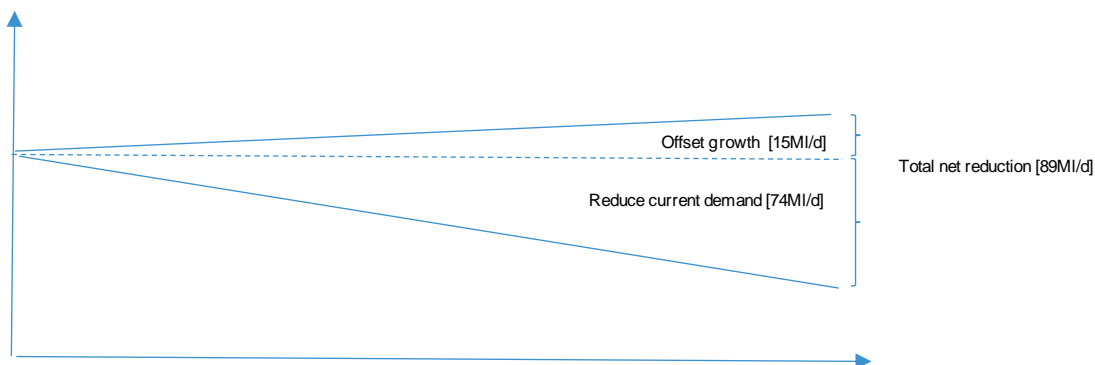 Offset growth  [15Ml/d]
Total net reduction [89Ml/d]
Reduce current demand [74Ml/d]